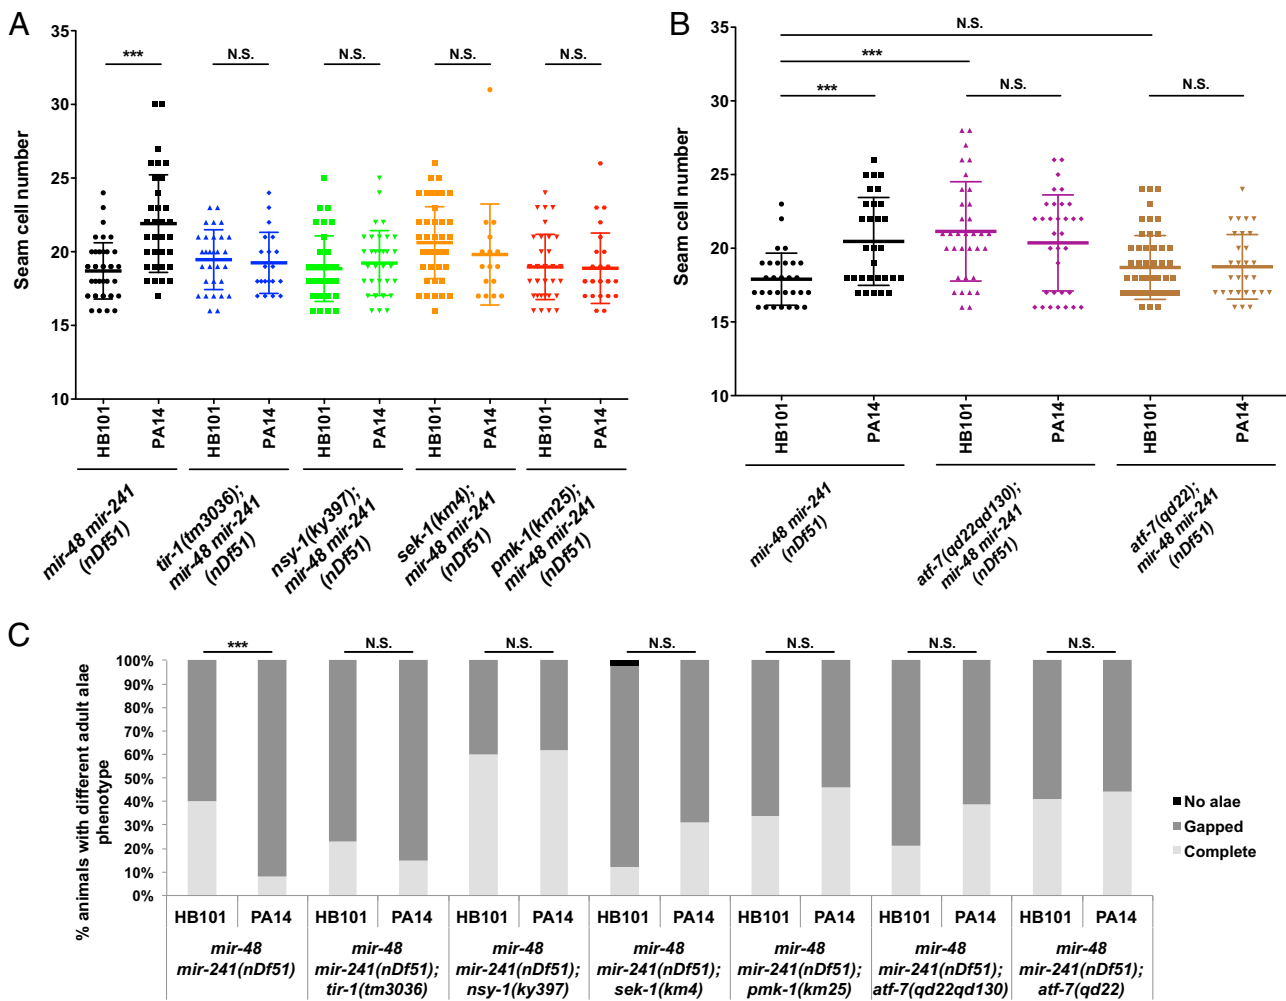 A
Seam cell number
35
30
25
20
15
10
***
N.S.
N.S.
N.S.
N.S.
HB101
PA14
HB101
PA14
HB101
PA14
HB101
PA14
HB101
PA14
mir-48 mir-241
(nDf51)
tir-1(tm3036);
mir-48 mir-241
(nDf51)
nsy-1(ky397);
mir-48 mir-241
(nDf51)
sek-1(km4);
mir-48 mir-241
(nDf51)
pmk-1(km25);
mir-48 mir-241
(nDf51)
B
Seam cell number
35
30
25
20
15
10
N.S.
***
***
N.S.
N.S.
HB101
PA14
HB101
PA14
HB101
PA14
mir-48 mir-241
(nDf51)
atf-7(qd22qd130);
mir-48 mir-241
(nDf51)
atf-7(qd22);
mir-48 mir-241
(nDf51)
C
% animals with different adult alae
phenotype
100%
90%
80%
70%
60%
50%
40%
30%
20%
10%
0%
***
N.S.
N.S.
N.S.
N.S.
N.S.
N.S.
No alae
Gapped
Complete
HB101 PA14 HB101 PA14 HB101 PA14 HB101 PA14 HB101 PA14 HB101 PA14 HB101 PA14
mir-48
mir-241(nDf51)
mir-48
mir-241(nDf51);
tir-1(tm3036)
mir-48
mir-241(nDf51);
nsy-1(ky397)
mir-48
mir-241(nDf51);
sek-1(km4)
mir-48
mir-241(nDf51);
pmk-1(km25)
mir-48
mir-241(nDf51);
atf-7(qd22qd130)
mir-48
mir-241(nDf51);
atf-7(qd22)